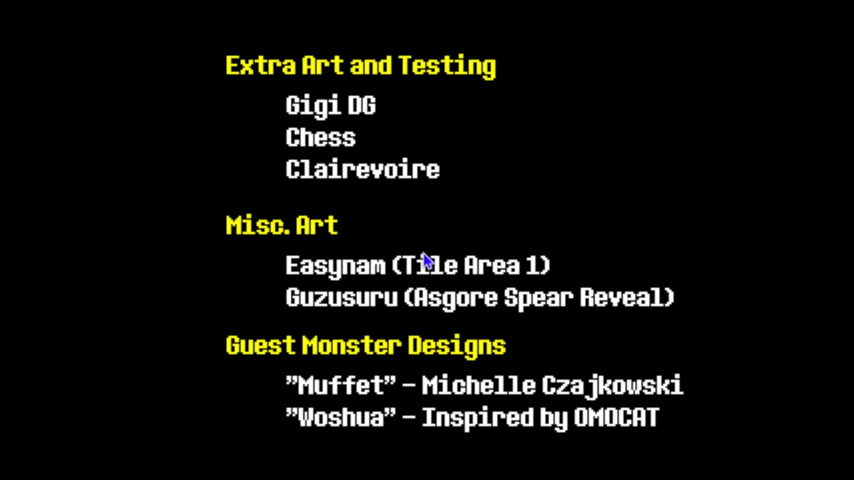 Extra Art and Testing
Gigi DG
Chess
Clairevoire
Misc. Art
Easynam (Tile Area 1)
Guzusuru (Asgore Spear Reveal)
Guest Monster Designs
"Muffet" - Michelle Czajkowski
"Woshua" - Inspired by OMOCAT